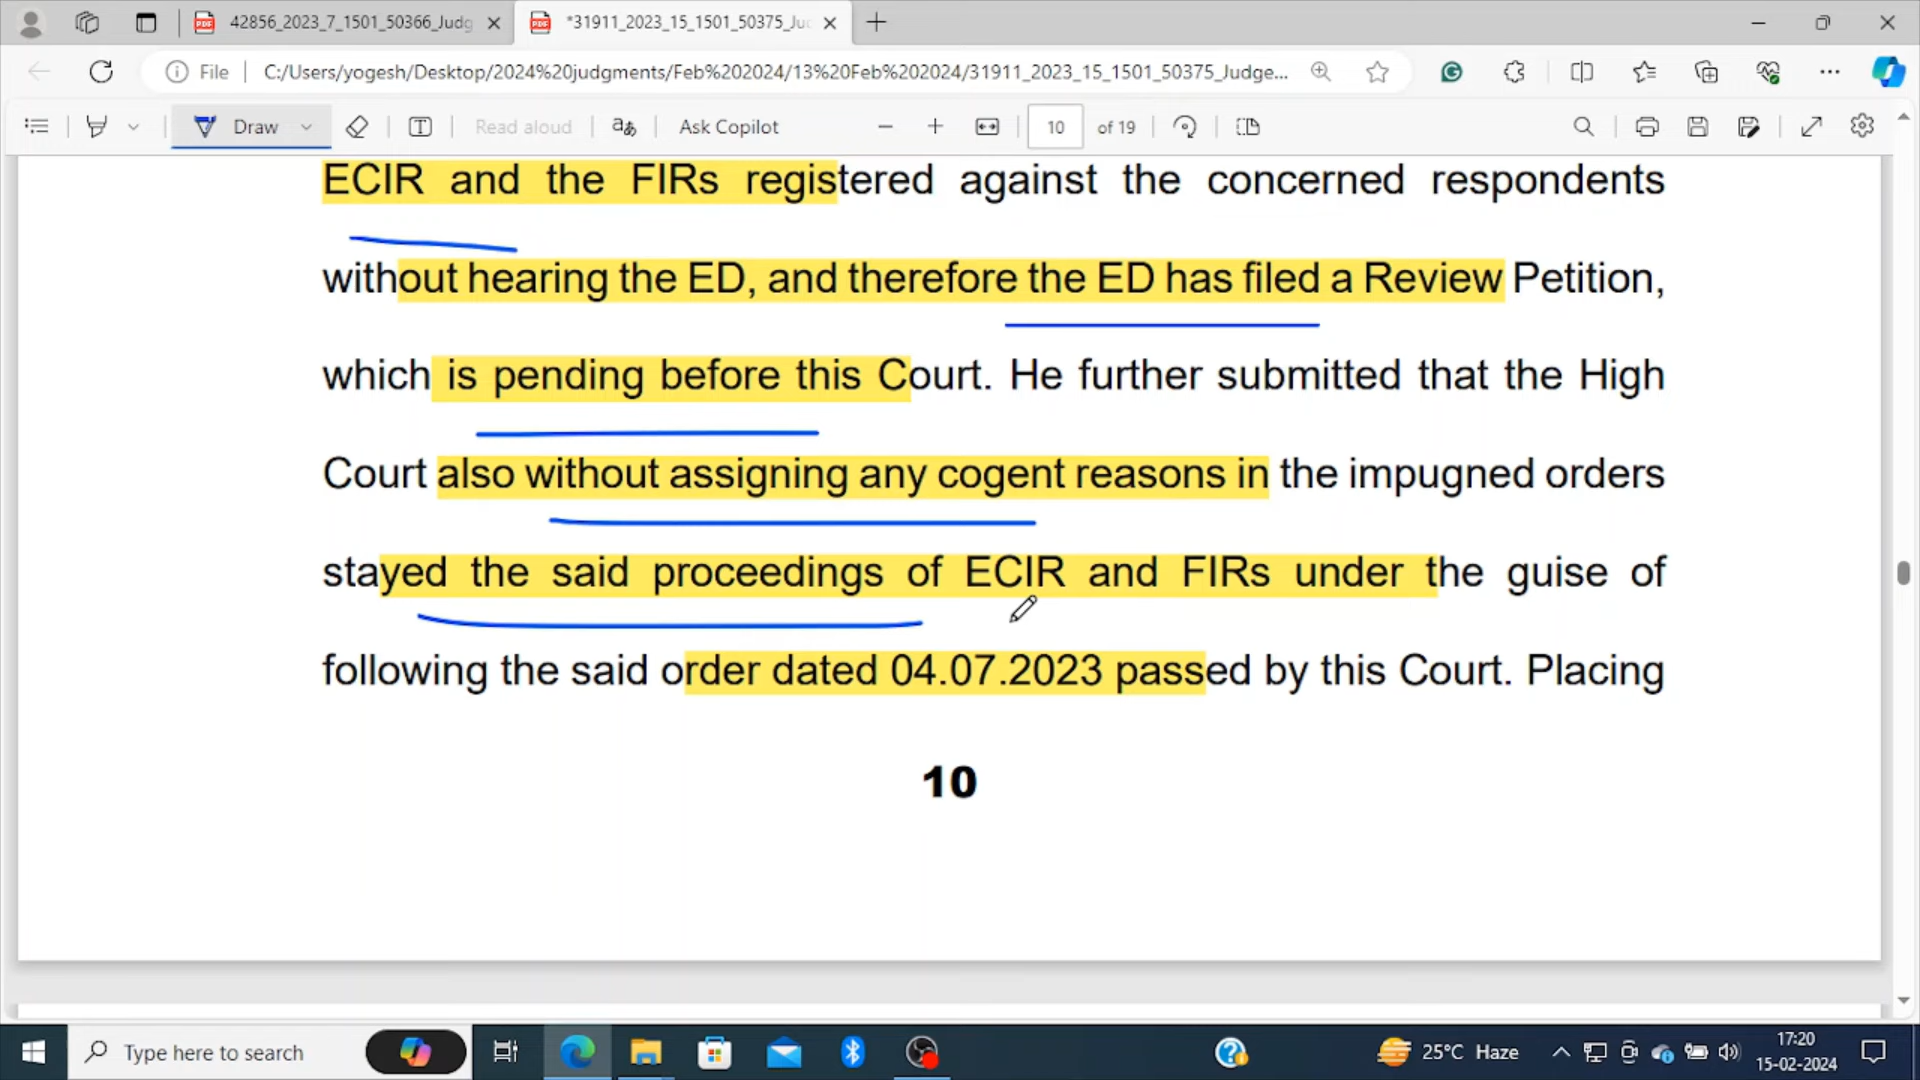 42856_2023_7_1501_50366_Judg
*31911_2023_15_1501_50375_Ju
File
C:/Users/yogesh/Desktop/2024%20judgments/Feb%202024/13%20Feb%202024/31911_2023_15_1501_50375_Judge...
Draw
Read aloud
Ask Copilot
10 of 19
ECIR and the FIRs registered against the concerned respondents
without hearing the ED, and therefore the ED has filed a Review Petition,
which is pending before this Court. He further submitted that the High
Court also without assigning any cogent reasons in the impugned orders
stayed the said proceedings of ECIR and FIRs under the guise of
following the said order dated 04.07.2023 passed by this Court. Placing
10
Type here to search
25°C Haze
17:20
15-02-2024